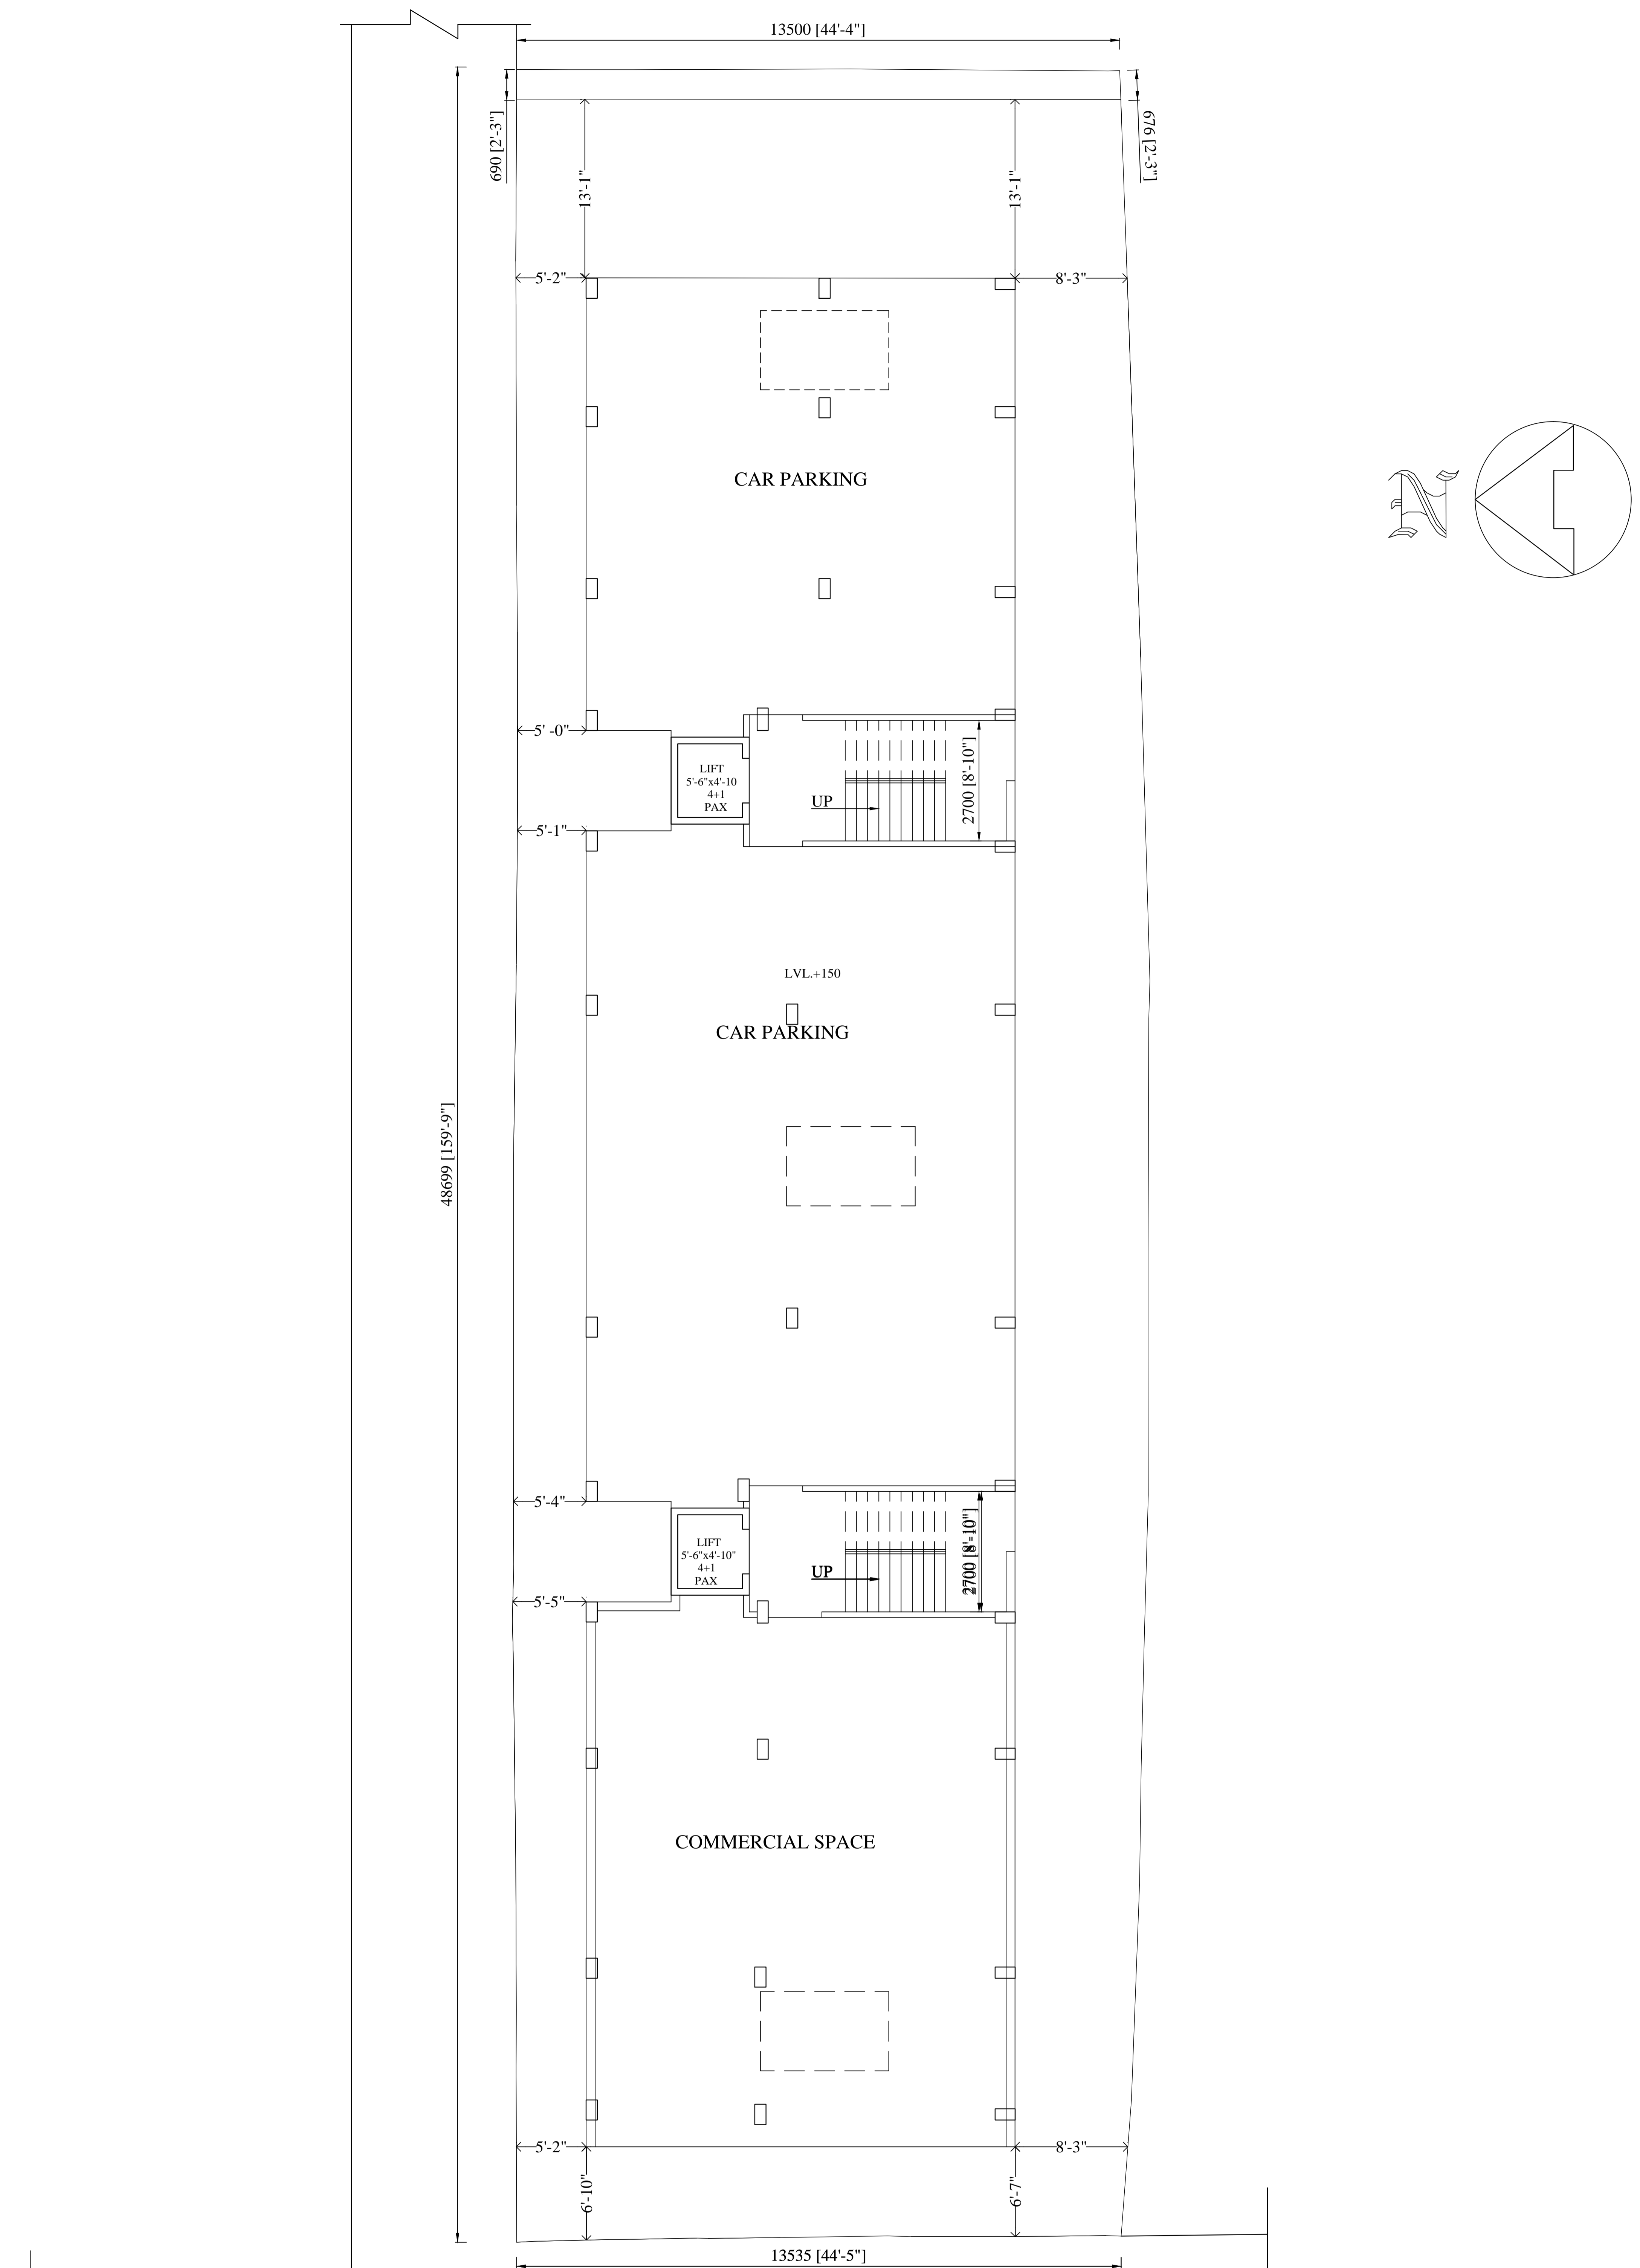 13500 [44'-4"]
690 [2'-3"]
676 [2'-3"]
13'-1"
13'-1"
5'-2"
8'-3"
CAR PARKING
N
5' -0"
LIFT
5'-6"x4'-10
4+1
PAX
UP
2700 [8'-10"]
5'-1"
LVL.+150
CAR PARKING
48699 [159'-9"]
5'-4"
LIFT
5'-6"x4'-10"
4+1
PAX
UP
2700 [8'-10"]
5'-5"
COMMERCIAL SPACE
5'-2"
8'-3"
6'-10"
6'-7"
13535 [44'-5"]